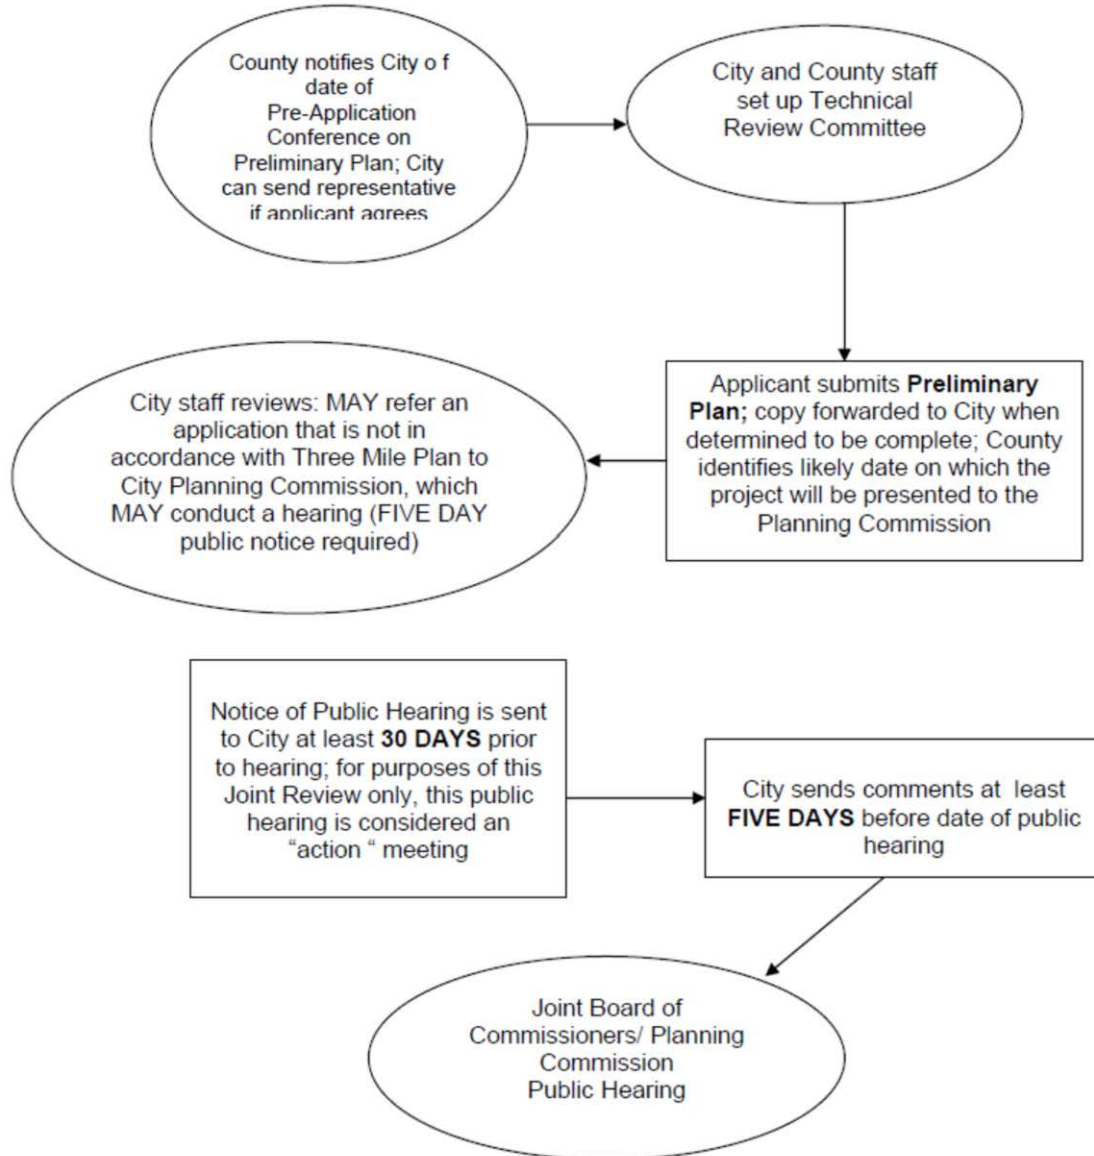 County notifies City o f
date of
Pre-Application
Conference on
Preliminary Plan; City
can send representative
if applicant agrees
City and County staff
set up Technical
Review Committee
Applicant submits Preliminary
Plan; copy forwarded to City when
determined to be complete; County
identifies likely date on which the
project will be presented to the
Planning Commission
City staff reviews: MAY refer an
application that is not in
accordance with Three Mile Plan to
City Planning Commission, which
MAY conduct a hearing (FIVE DAY
public notice required)
Notice of Public Hearing is sent
to City at least 30 DAYS prior
to hearing; for purposes of this
Joint Review only, this public
hearing is considered an
“action “ meeting
City sends comments at  least
FIVE DAYS before date of public
hearing
Joint Board of
Commissioners/ Planning
Commission
Public Hearing